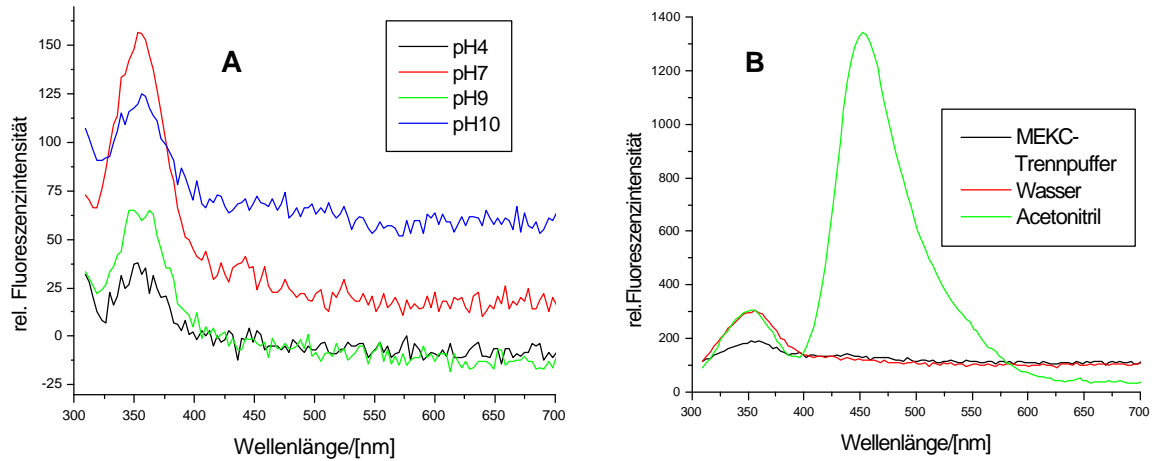 A
pH4
pH7
pH9
pH10
150
125
100
75
50
25
0
-25
300
350
400
450
500
550
600
650
700
rel. Fluoreszenzintensität
Wellenlänge/[nm]
B
MEKC-
Trennpuffer
Wasser
Acetonitril
1400
1200
1000
800
600
400
200
0
300
350
400
450
500
550
600
650
700
rel.Fluoreszenzintensität
Wellenlänge/[nm]